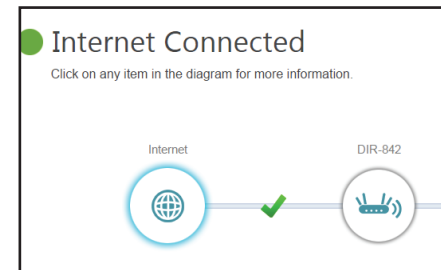 Internet Connected
Click on any item in the diagram for more information.
Internet
DIR-842